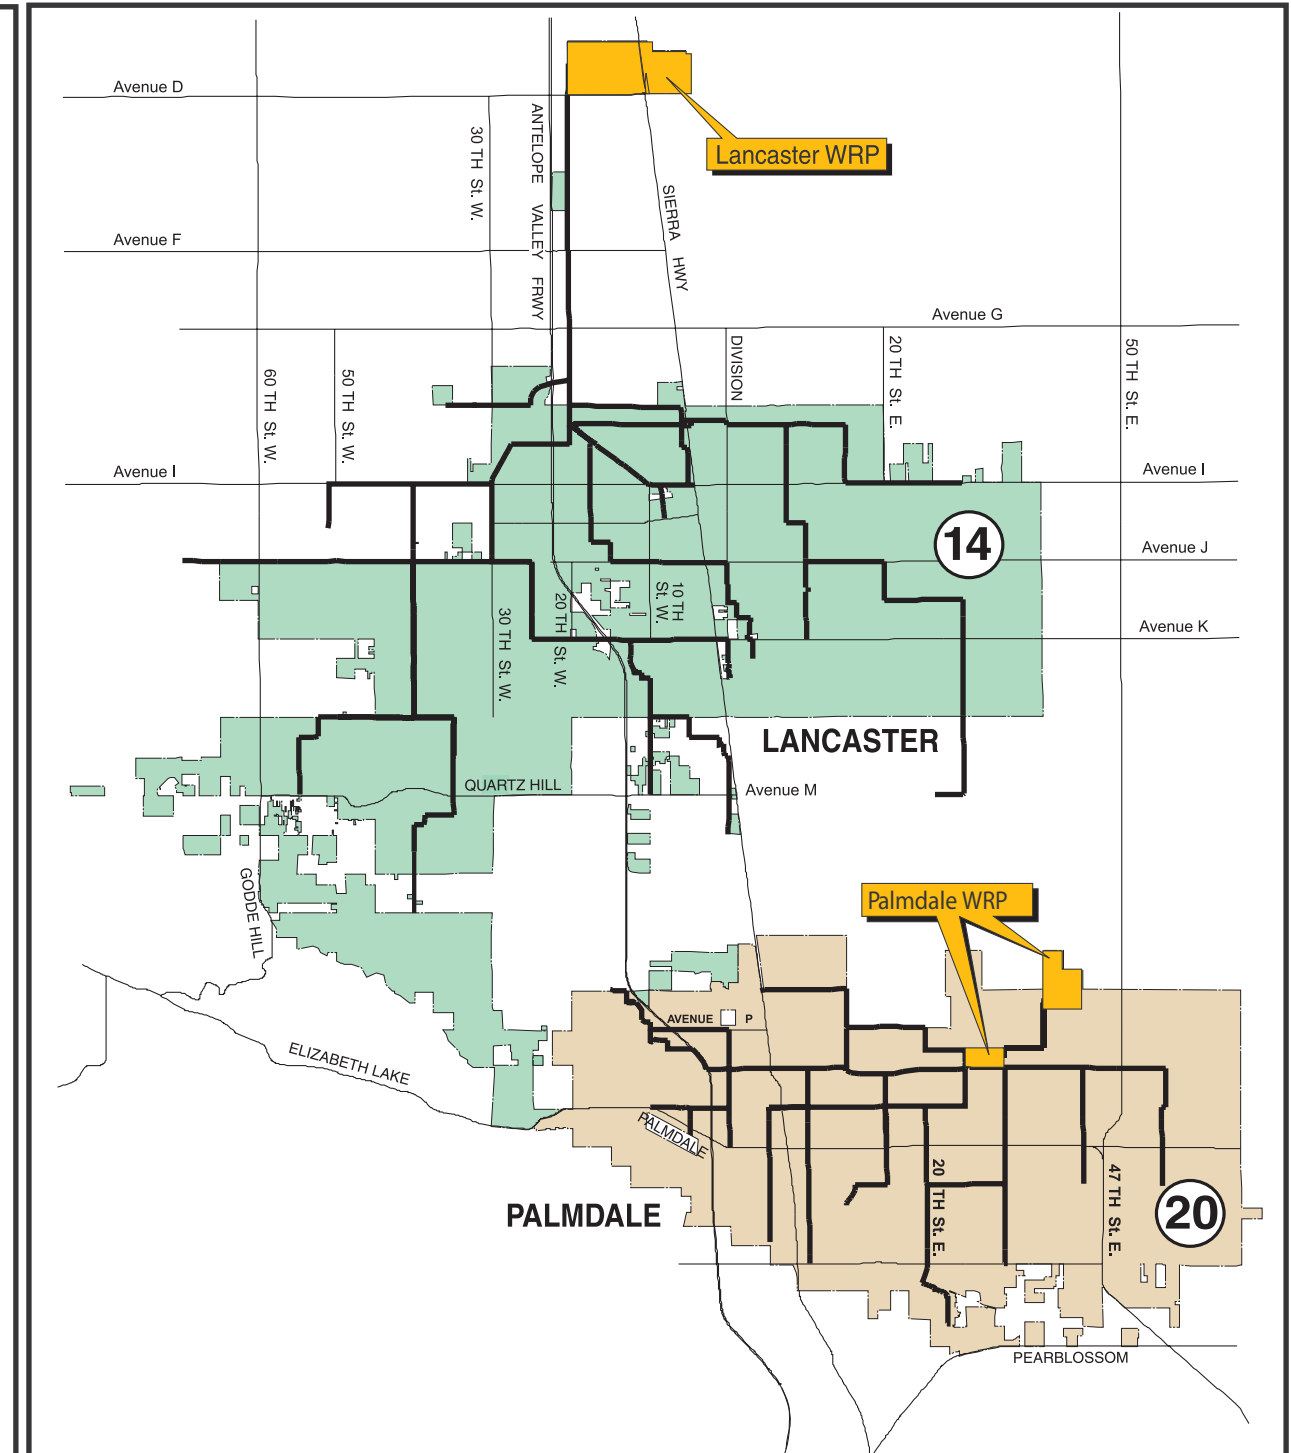 Avenue D
Lancaster WRP
30 TH St. W.
ANTELOPE VALLEY FRWY
SIERRA HWY
Avenue F
Avenue G
60 TH St. W.
50 TH St. W.
DIVISION
20 TH St. E.
50 TH St. E.
Avenue I
Avenue I
14
Avenue J
30 TH St. W.
20 TH St. W.
10 TH
St. W.
Avenue K
LANCASTER
QUARTZ HILL
Avenue M
GODDE HILL
Palmdale WRP
AVENUE P
ELIZABETH LAKE
PALMDALE
20 TH St. E.
47 TH St. E.
PALMDALE
20
PEARBLOSSOM